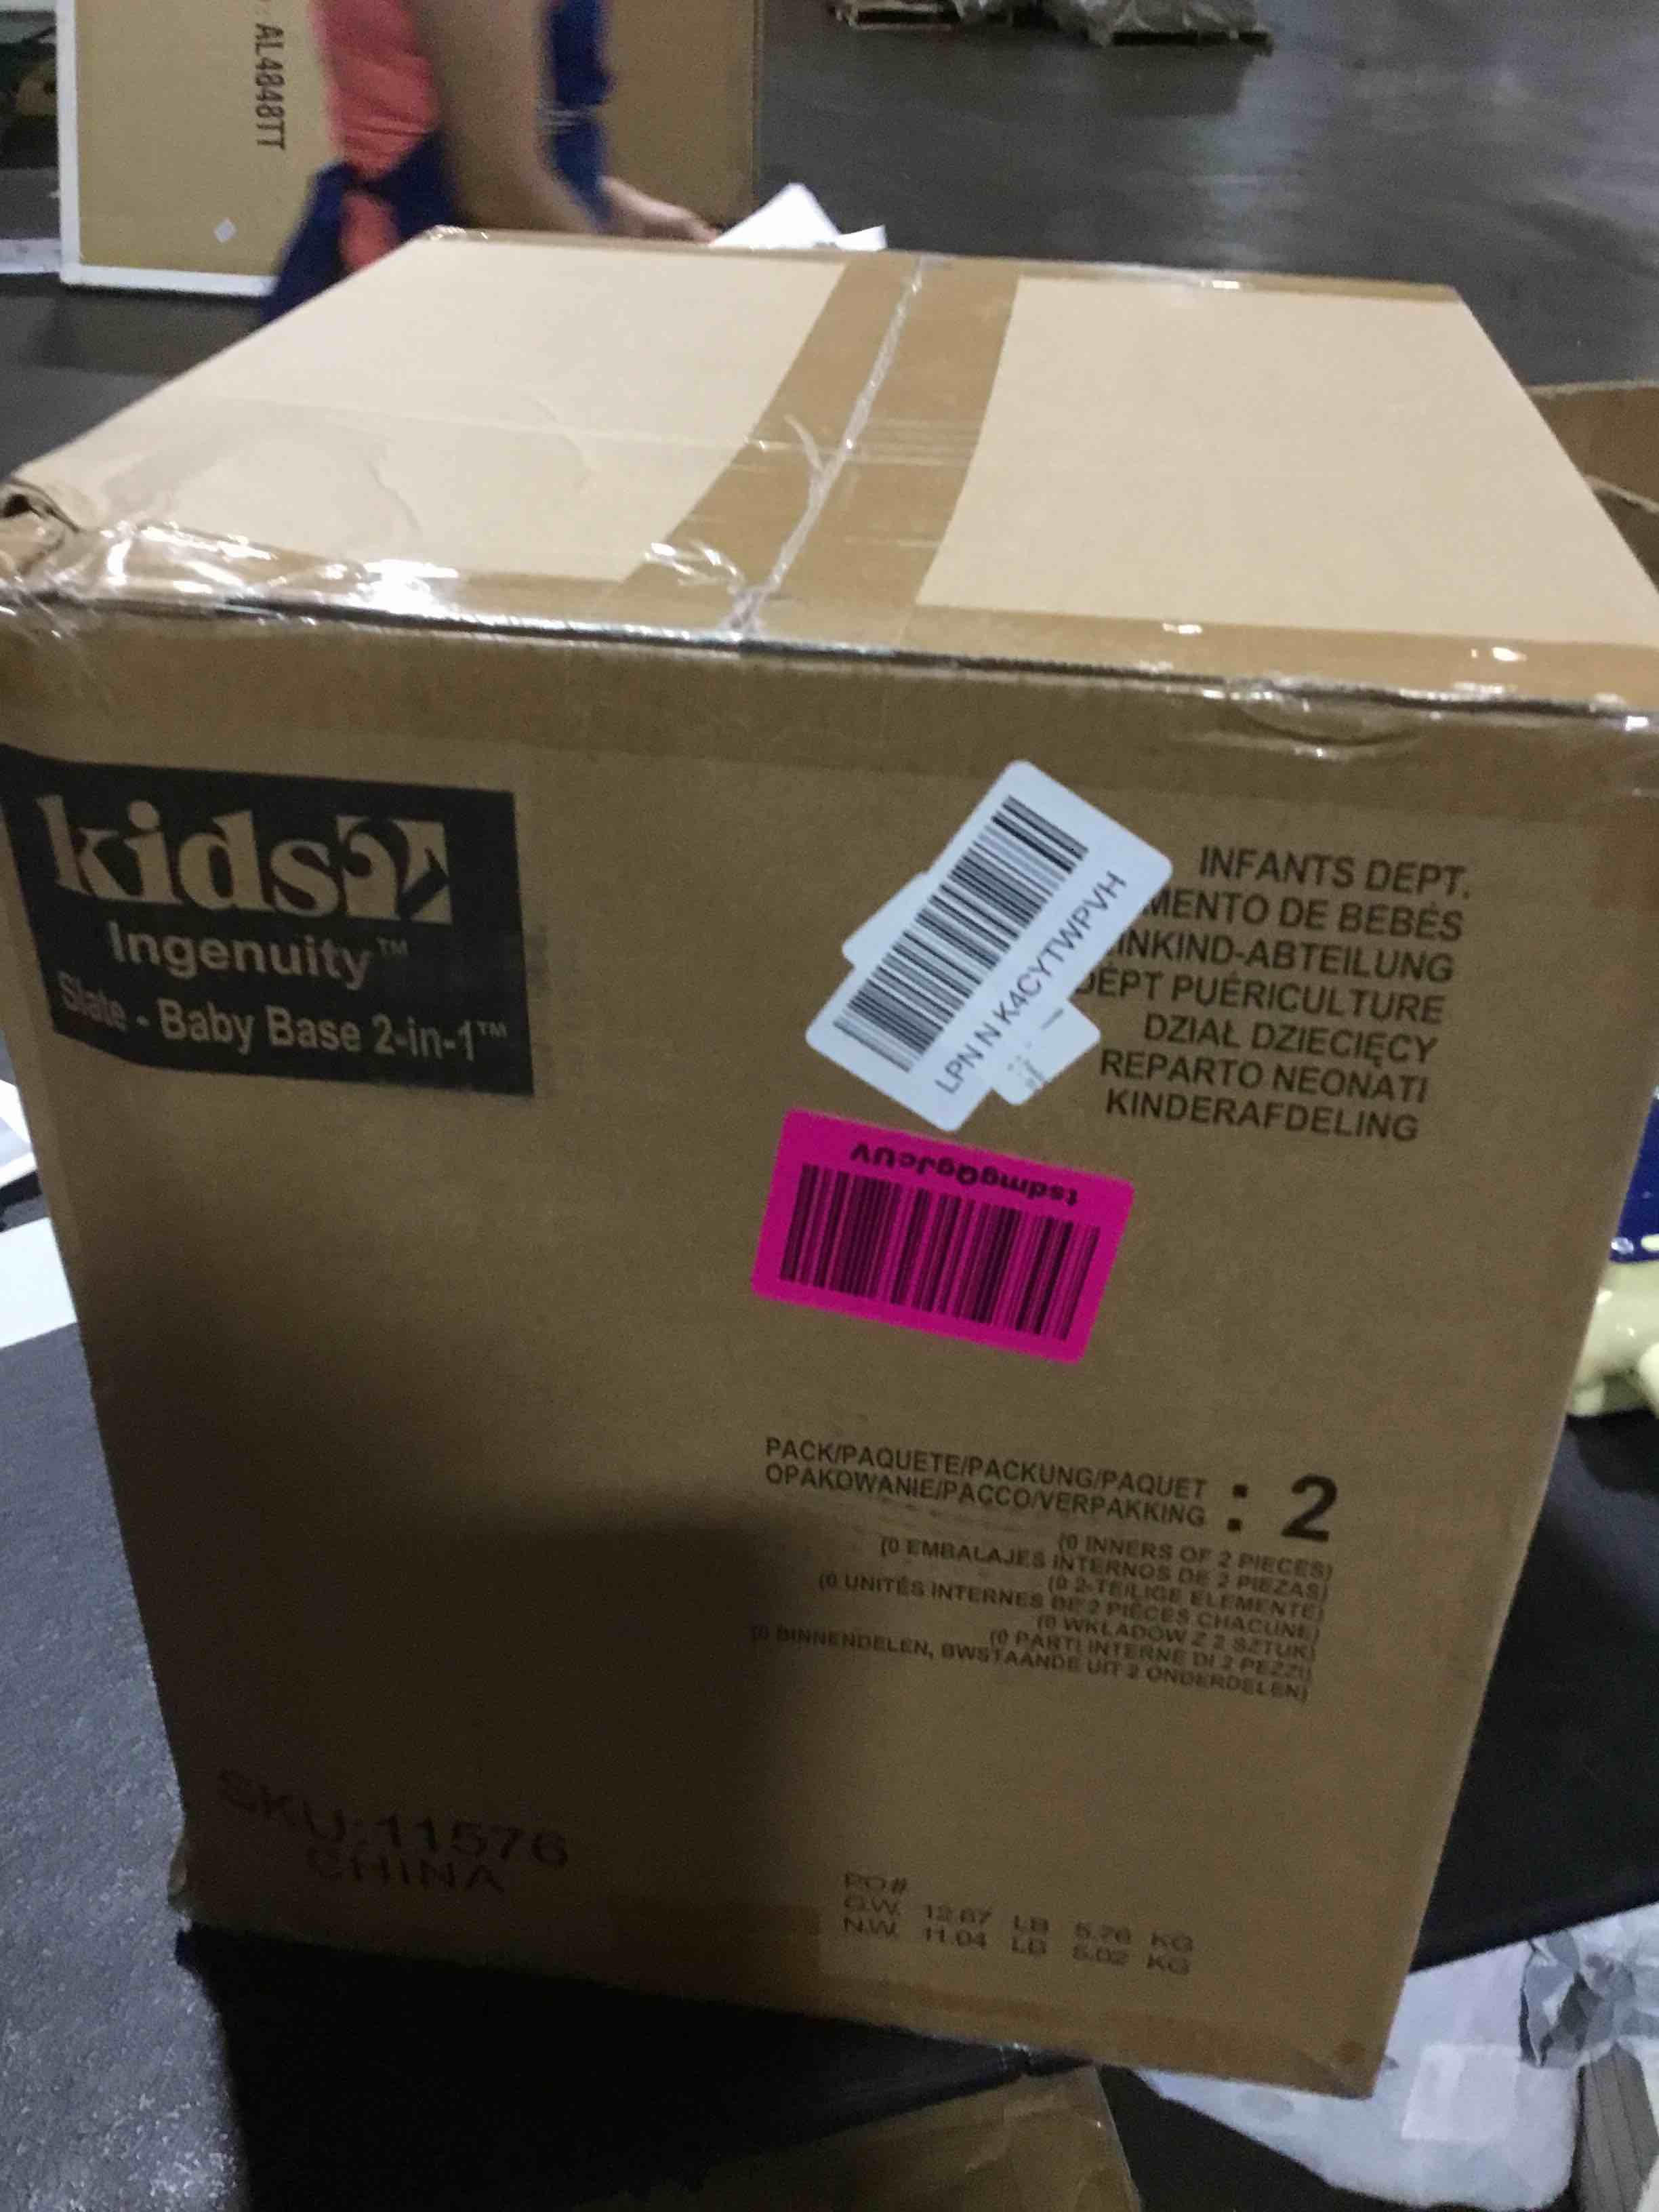 AL4848TT
kids2
Ingenuity™
Slate - Baby Base 2-in-1™
LPN N K4CYTWPVH
INFANTS DEPT.
MENTO DE BEBÉS
INKIND-ABTEILUNG
DÉPT PUÉRICULTURE
DZIAŁ DZIECIĘCY
REPARTO NEONATI
KINDERAFDELING
tsdmgQgJcUV
PACK/PAQUETE/PACKUNG/PAQUET
OPAKOWANIE/PACCO/VERPAKKING : 2
(0 INNERS OF 2 PIECES)
(0 EMBALAJES INTERNOS DE 2 PIEZAS)
(0 2-TEILIGE ELEMENTE)
(0 UNITÉS INTERNES DE 2 PIÈCES CHACUNE)
(0 WKŁADÓW Z 2 SZTUK)
(0 PARTI INTERNE DI 2 PEZZI)
(0 BINNENDELEN, BWSTAANDE UIT 2 ONDERDELEN)
SKU:11576
CHINA
PO#
G.W. 12.67 LB 5.76 KG
N.W. 11.04 LB 5.02 KG